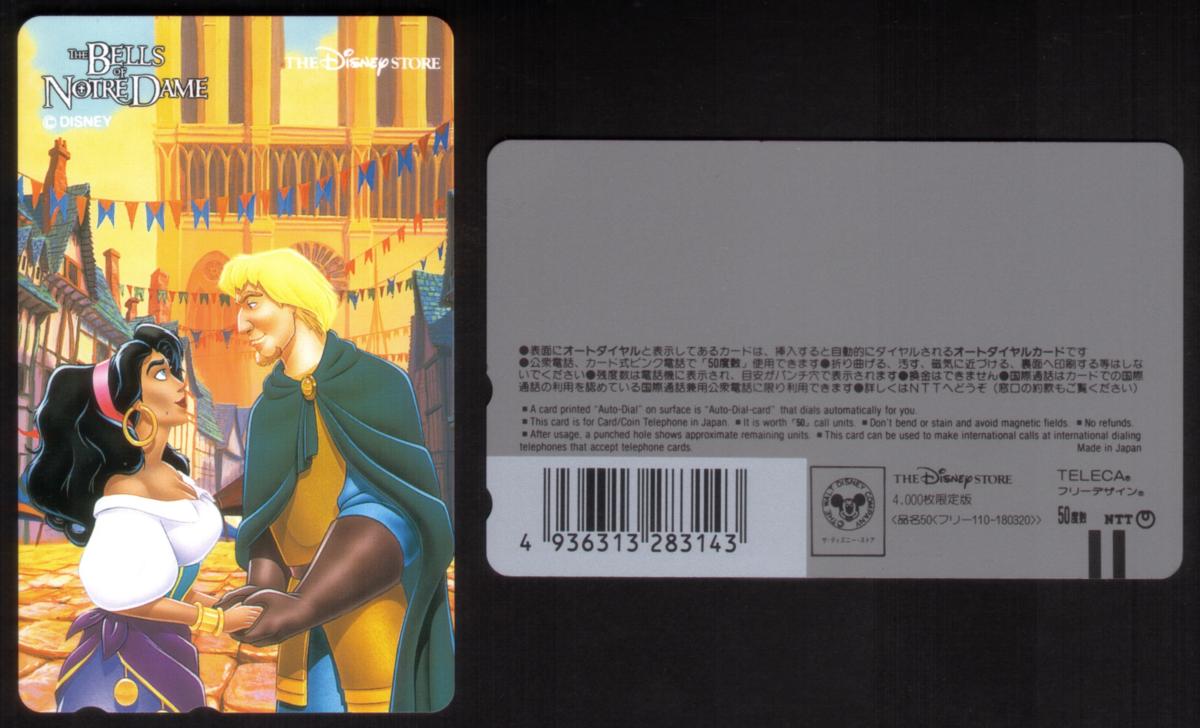 THE BELLS
OF
NOTRE DAME
© DISNEY
THE DISNEY STORE
●表面にオートダイヤルと表示してあるカードは、挿入すると自動的にダイヤルされるオートダイヤルカードです
●公衆電話、カード式ピンク電話で「50度数」使用できます●折り曲げる、汚す、磁気に近づける、裏面へ印刷する等はしな
いでください●残度数は電話機に表示され、目安がパンチ穴で表示されます●換金はできません●国際通話はカードでの国際
通話の利用を認めている国際通話兼用公衆電話に限り利用できます●詳しくはNTTへどうぞ（窓口の約款もご覧ください）
■ A card printed "Auto-Dial" on surface is "Auto-Dial-card" that dials automatically for you.
■ This card is for Card/Coin Telephone in Japan. ■ It is worth「50」call units. ■ Don't bend or stain and avoid magnetic fields. ■ No refunds.
■ After usage, a punched hole shows approximate remaining units. ■ This card can be used to make international calls at international dialing
telephones that accept telephone cards.
Made in Japan
4 936313 283143
© THE WALT DISNEY COMPANY
ザ・ディズニー・ストア
THE DISNEY STORE
4,000枚限定版
〈品名50〈フリー110-180320〉〉
TELECA®
フリーデザイン®
50度数 NTT